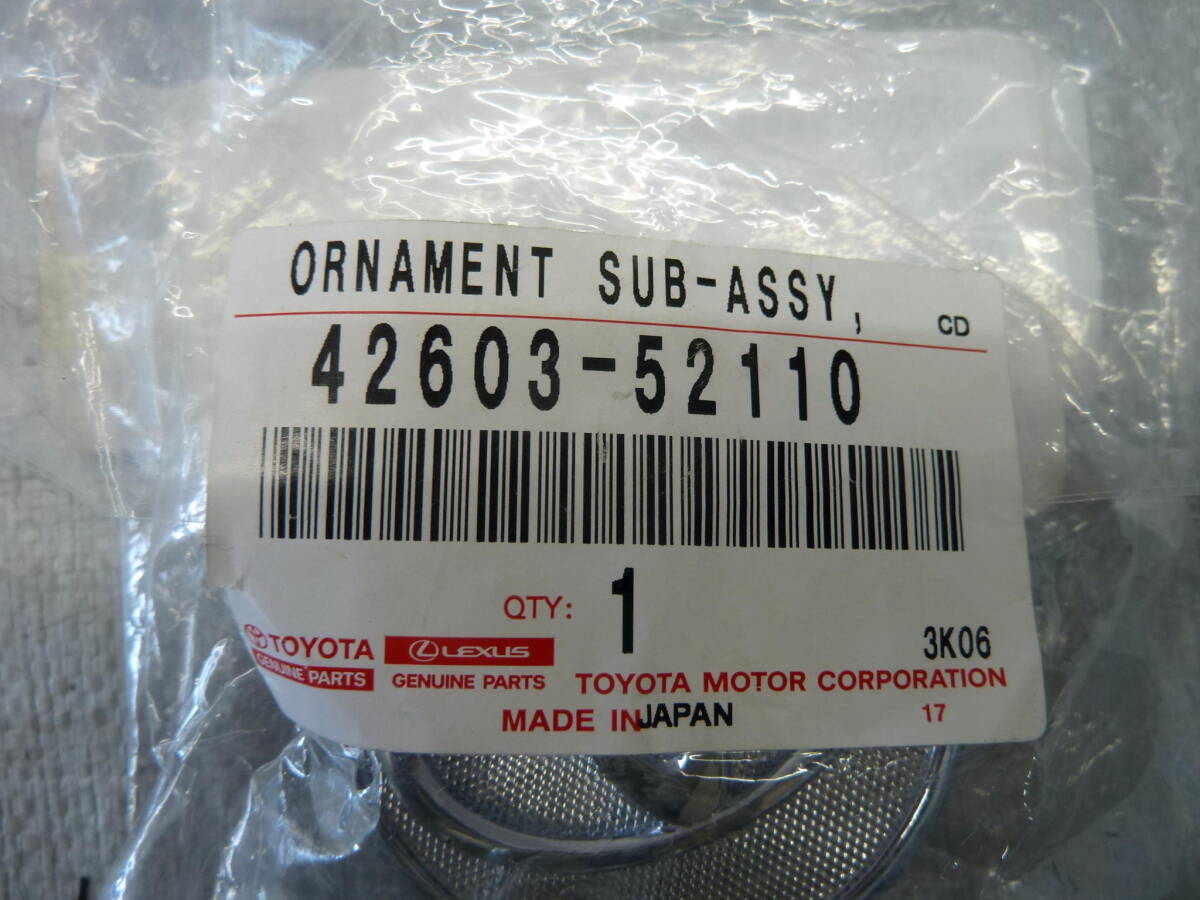 ORNAMENT SUB-ASSY,
CD
42603-52110
QTY: 1
3K06
TOYOTA LEXUS
GENUINE PARTS GENUINE PARTS TOYOTA MOTOR CORPORATION
MADE IN JAPAN 17